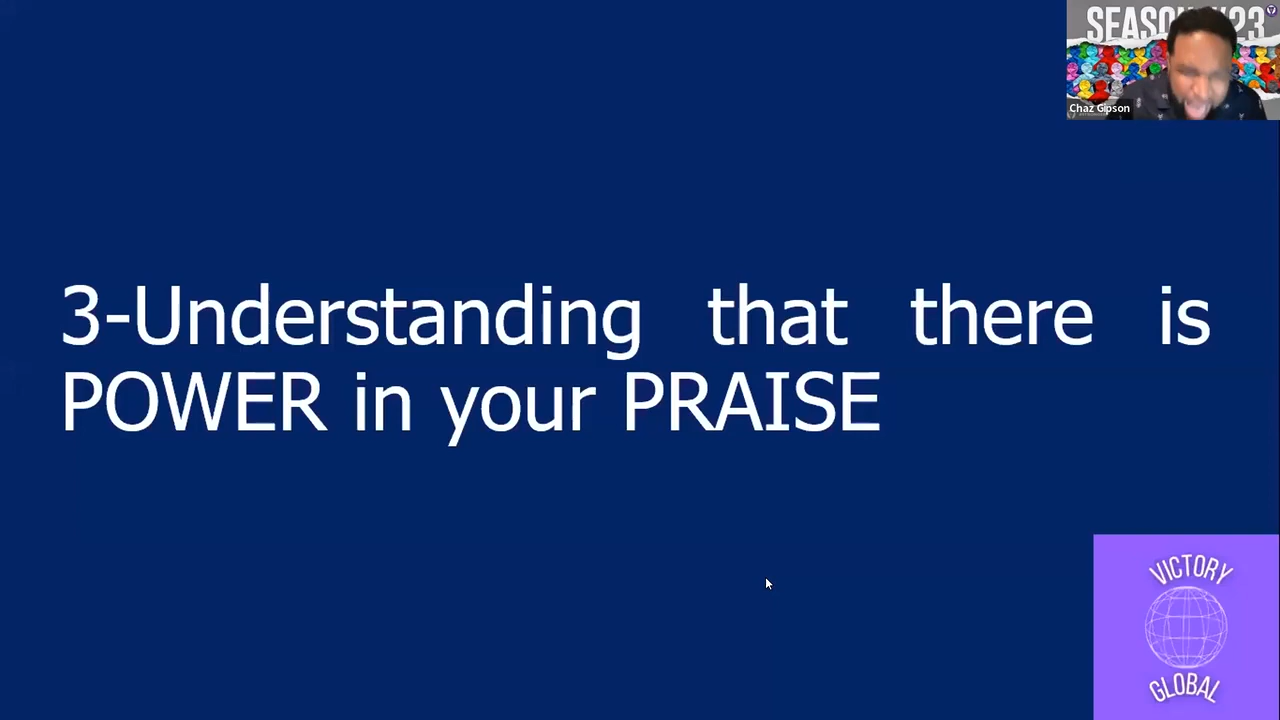 Chaz Gipson
3-Understanding that there is
POWER in your PRAISE
VICTORY
GLOBAL